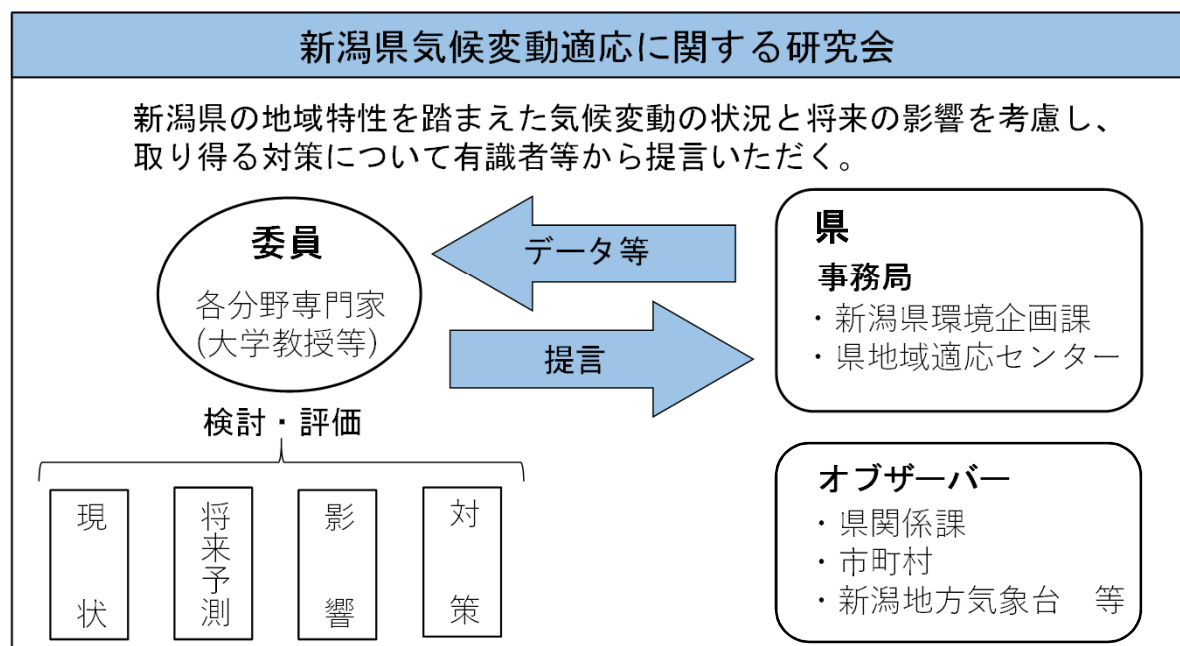 新潟県気候変動適応に関する研究会
新潟県の地域特性を踏まえた気候変動の状況と将来の影響を考慮し、
取り得る対策について有識者等から提言いただく。
委員
各分野専門家
(大学教授等)
データ等
提言
県
事務局
・新潟県環境企画課
・県地域適応センター
検討・評価
現状
将来予測
影響
対策
オブザーバー
・県関係課
・市町村
・新潟地方気象台　等